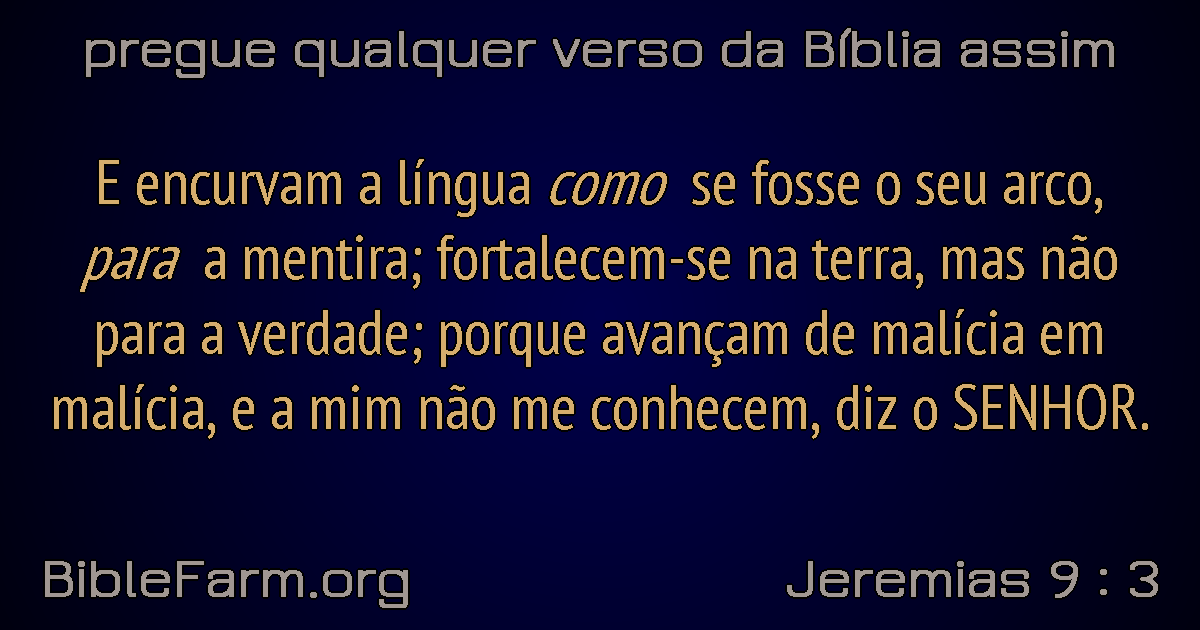 pregue qualquer verso da Bíblia assim
E encurvam a língua como se fosse o seu arco,
para a mentira; fortalecem-se na terra, mas não
para a verdade; porque avançam de malícia em
malícia, e a mim não me conhecem, diz o SENHOR.
BibleFarm.org
Jeremias 9 : 3